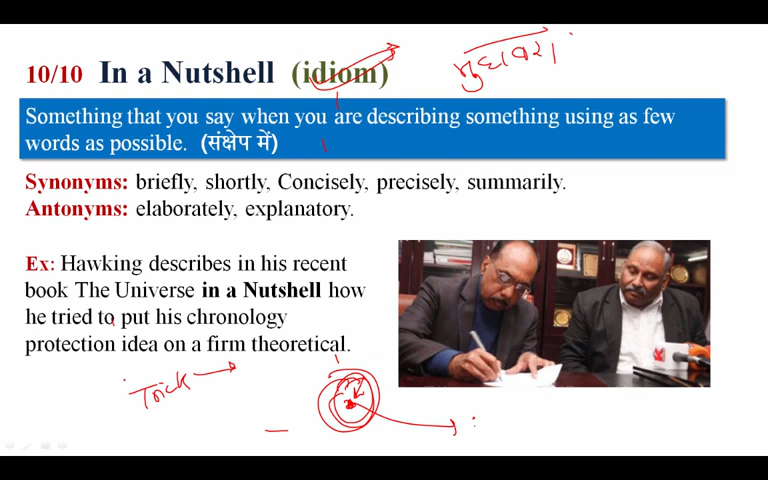 10/10 In a Nutshell (idiom)
मुहावरा
Something that you say when you are describing something using as few
words as possible. (संक्षेप में)
Synonyms: briefly, shortly, Concisely, precisely, summarily.
Antonyms: elaborately, explanatory.
Ex: Hawking describes in his recent
book The Universe in a Nutshell how
he tried to put his chronology
protection idea on a firm theoretical.
Trick